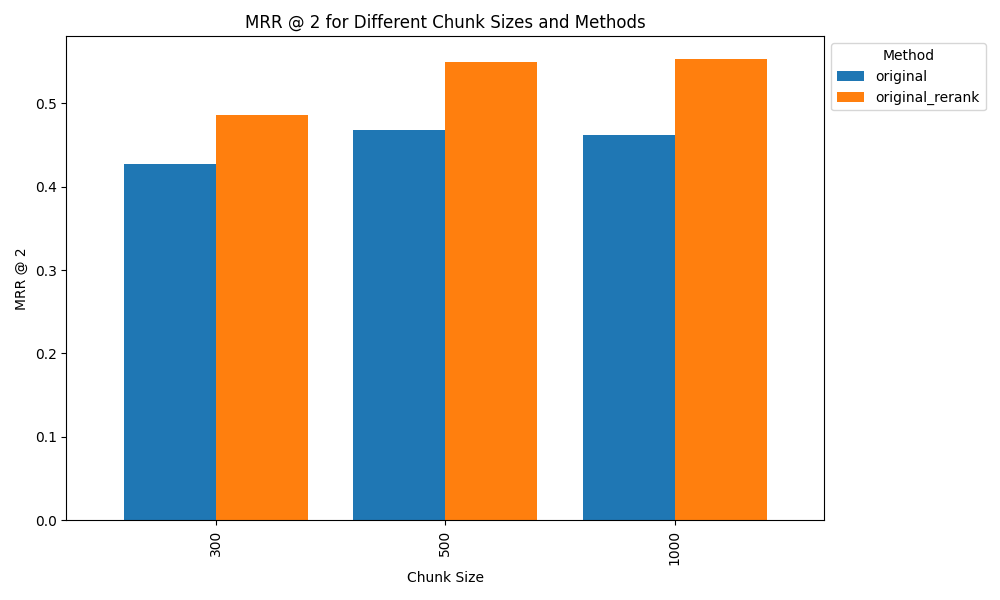 MRR @ 2 for Different Chunk Sizes and Methods
Method
original
original_rerank
MRR @ 2
0.5
0.4
0.3
0.2
0.1
0.0
300
500
1000
Chunk Size